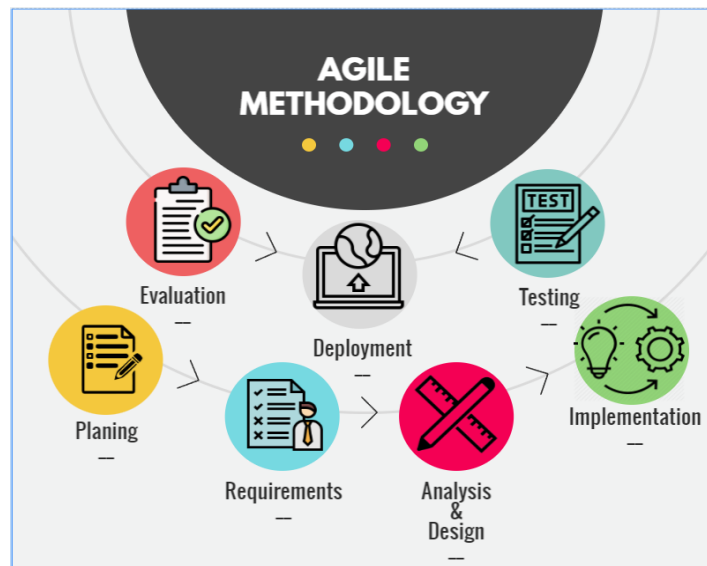 AGILE
METHODOLOGY
TEST
Evaluation
Testing
Deployment
Planing
Implementation
Requirements
Analysis
&
Design